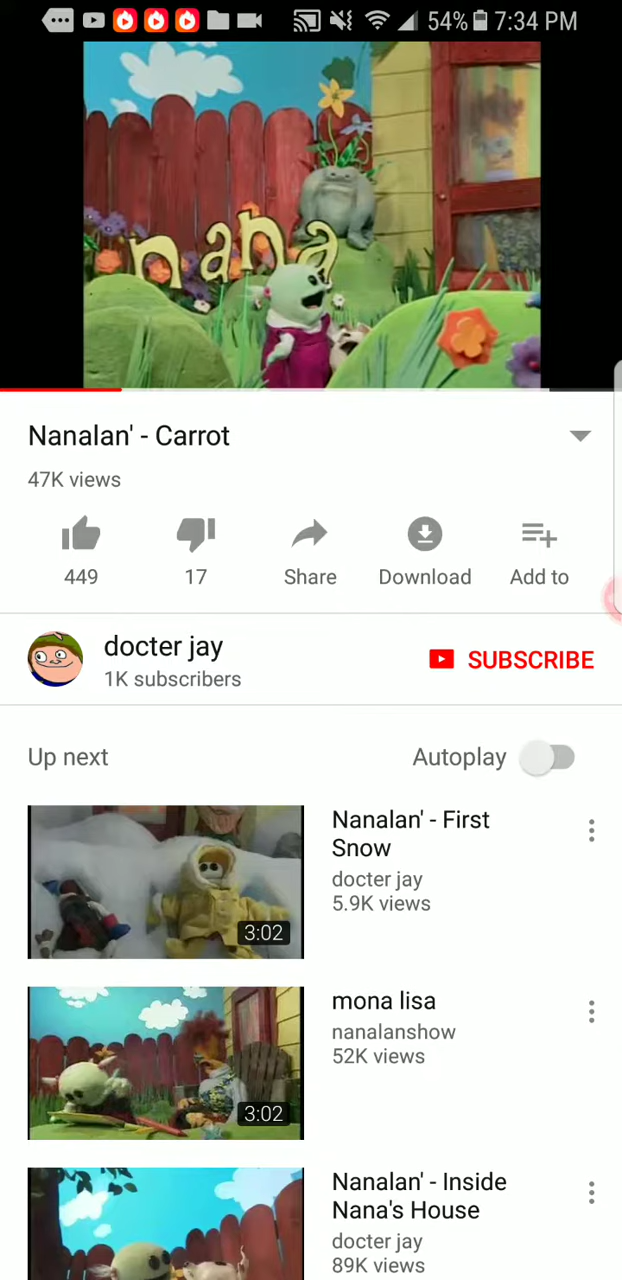 54% 7:34 PM
nana
Nanalan' - Carrot
47K views
449
17
Share
Download
Add to
docter jay
1K subscribers
SUBSCRIBE
Up next
Autoplay
Nanalan' - First
Snow
docter jay
5.9K views
3:02
mona lisa
nanalanshow
52K views
3:02
Nanalan' - Inside
Nana's House
docter jay
89K views